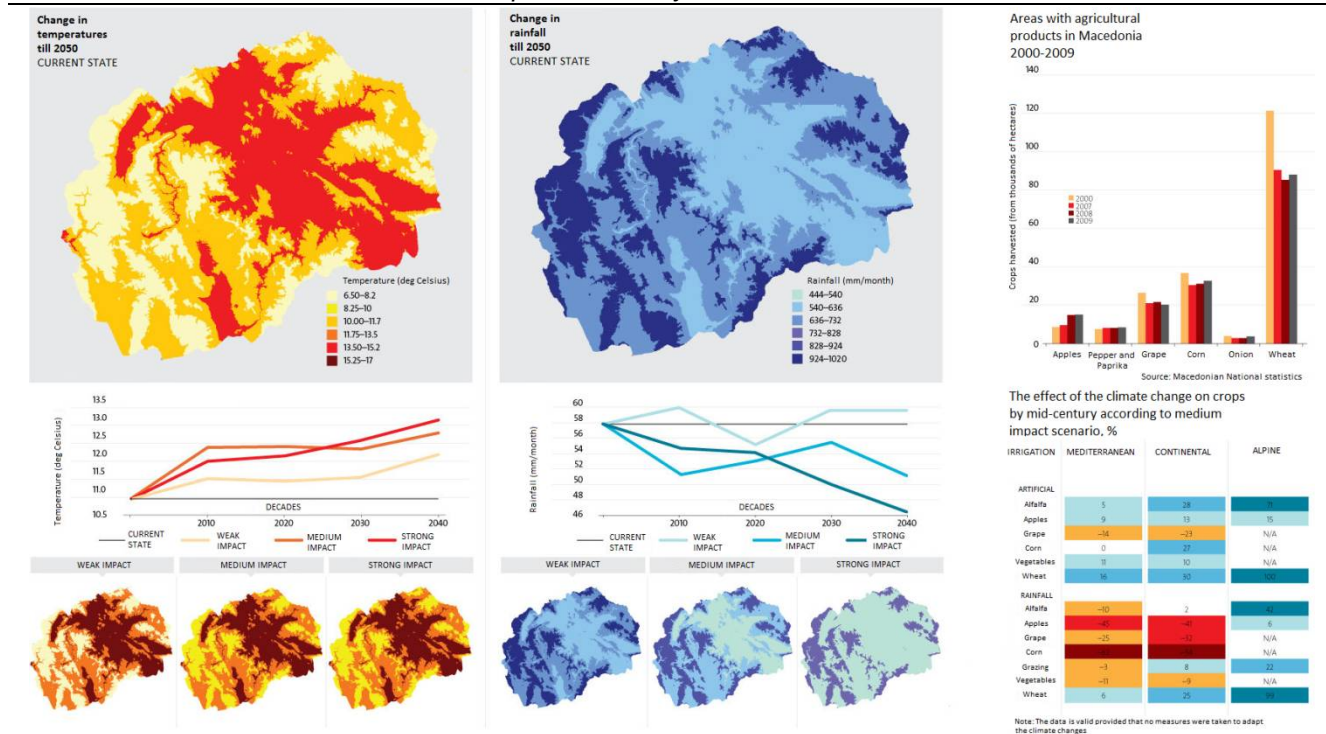 Change in
temperatures
till 2050
CURRENT STATE
Temperature (deg Celsius)
6.50–8.2
8.25–10
10.00–11.7
11.75–13.5
13.50–15.2
15.25–17
Change in
rainfall
till 2050
CURRENT STATE
Rainfall (mm/month)
444–540
540–636
636–732
732–828
828–924
924–1020
Areas with agricultural
products in Macedonia
2000-2009
Crops harvested (from thousands of hectares)
140
120
100
80
60
40
20
0
2000
2007
2008
2009
Apples
Pepper and
Paprika
Grape
Corn
Onion
Wheat
Source: Macedonian National statistics
Temperature (deg Celsius)
13.5
13.0
12.5
12.0
11.5
11.0
10.5
DECADES
2010
2020
2030
2040
CURRENT
STATE
WEAK
IMPACT
MEDIUM
IMPACT
STRONG
IMPACT
WEAK IMPACT
MEDIUM IMPACT
STRONG IMPACT
Rainfall (mm/month)
60
58
56
54
52
50
48
46
DECADES
2010
2020
2030
2040
CURRENT
STATE
WEAK
IMPACT
MEDIUM
IMPACT
STRONG
IMPACT
WEAK IMPACT
MEDIUM IMPACT
STRONG IMPACT
The effect of the climate change on crops
by mid-century according to medium
impact scenario, %
IRRIGATION MEDITERRANEAN CONTINENTAL ALPINE
ARTIFICIAL
Alfalfa 5 28
Apples 9 13 15
Grape –14 –23 N/A
Corn 0 27 N/A
Vegetables 11 10 N/A
Wheat 16 30 100
RAINFALL
Alfalfa –10 2 42
Apples –45 –41 6
Grape –25 –32 N/A
Corn N/A
Grazing –3 8 22
Vegetables –11 –9 N/A
Wheat 6 25 99
Note: The data is valid provided that no measures were taken to adapt
the climate changes